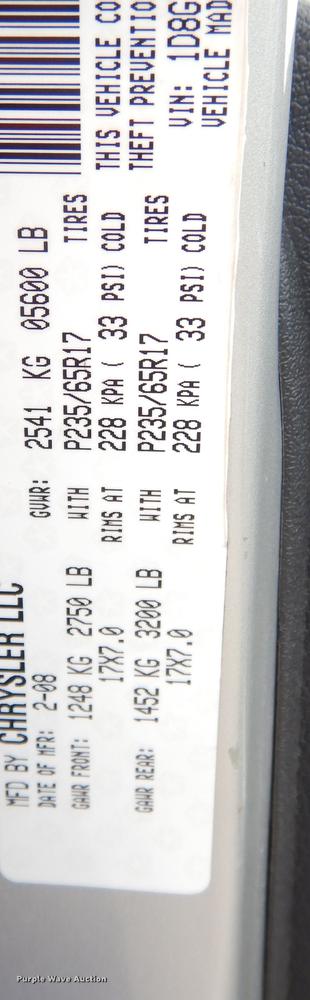 MFD BY CHRYSLER LLC
DATE OF MFR: 2-08 GVWR: 2541 KG 05600 LB
GAWR FRONT: 1248 KG 2750 LB WITH P235/65R17 TIRES
17X7.0 RIMS AT 228 KPA ( 33 PSI) COLD
GAWR REAR: 1452 KG 3200 LB WITH P235/65R17 TIRES
17X7.0 RIMS AT 228 KPA ( 33 PSI) COLD
THIS VEHICLE CO
THEFT PREVENTIO
VIN: 1D8G
VEHICLE MAD
Purple Wave Auction